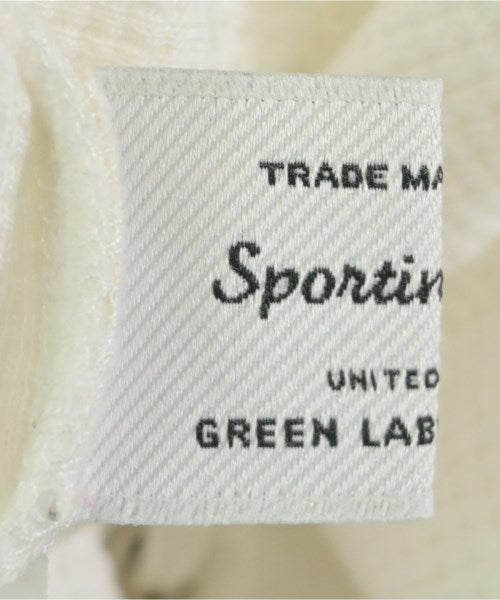 TRADE MA
Sportin
UNITED
GREEN LAB